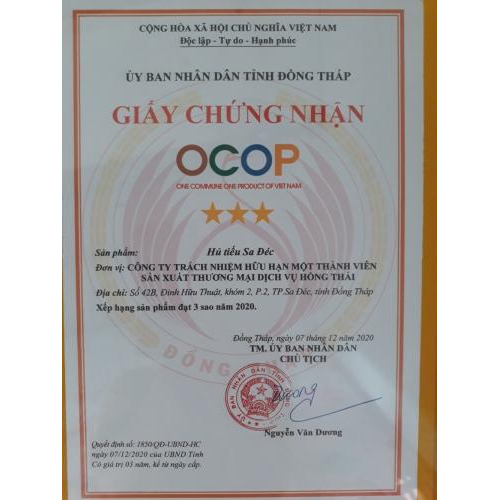 CỘNG HÒA XÃ HỘI CHỦ NGHĨA VIỆT NAM
Độc lập - Tự do - Hạnh phúc
ỦY BAN NHÂN DÂN TỈNH ĐỒNG THÁP
GIẤY CHỨNG NHẬN
OCOP
ONE COMMUNE ONE PRODUCT OF VIET NAM
Sản phẩm: Hủ tiếu Sa Đéc
Đơn vị: CÔNG TY TRÁCH NHIỆM HỮU HẠN MỘT THÀNH VIÊN
SẢN XUẤT THƯƠNG MẠI DỊCH VỤ HỒNG THÁI
Địa chỉ: Số 42B, Đinh Hữu Thuật, khóm 2, P.2, TP.Sa Đéc, tỉnh Đồng Tháp
Xếp hạng sản phẩm đạt 3 sao năm 2020.
Đồng Tháp, ngày 07 tháng 12 năm 2020
TM. ỦY BAN NHÂN DÂN
CHỦ TỊCH
Nguyễn Văn Dương
Quyết định số: 1850/QĐ-UBND-HC
ngày 07/12/2020 của UBND Tỉnh
Có giá trị 03 năm, kể từ ngày cấp.